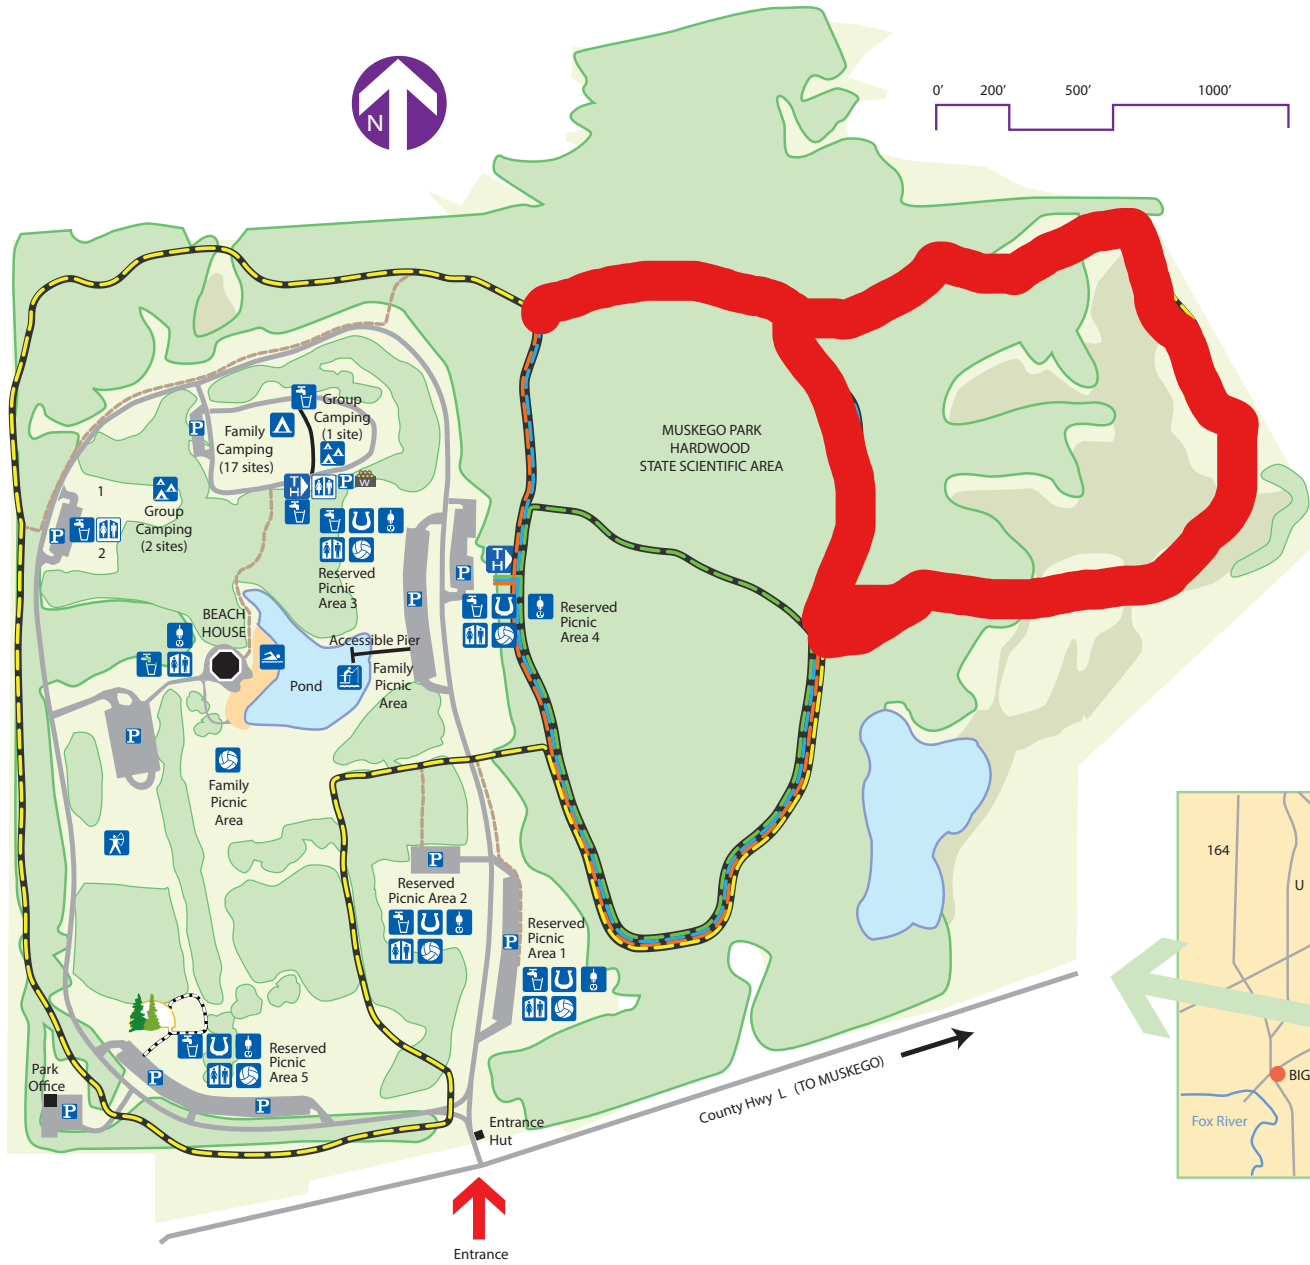 N
0’ 200’ 500’ 1000’
MUSKEGO PARK
HARDWOOD
STATE SCIENTIFIC AREA
Group
Camping
(1 site)
Family
Camping
(17 sites)
P
T
H
P
W
1
Group
Camping
(2 sites)
P
2
Reserved
Picnic
Area 3
P
P
T
H
Reserved
Picnic
Area 4
BEACH
HOUSE
Accessible Pier
Pond
Family
Picnic
Area
P
Family
Picnic
Area
P
Reserved
Picnic Area 2
P
Reserved
Picnic
Area 1
Reserved
Picnic
Area 5
P
P
Park
Office
P
Entrance
Hut
County Hwy L (TO MUSKEGO)
Entrance
164
U
BIG
Fox River